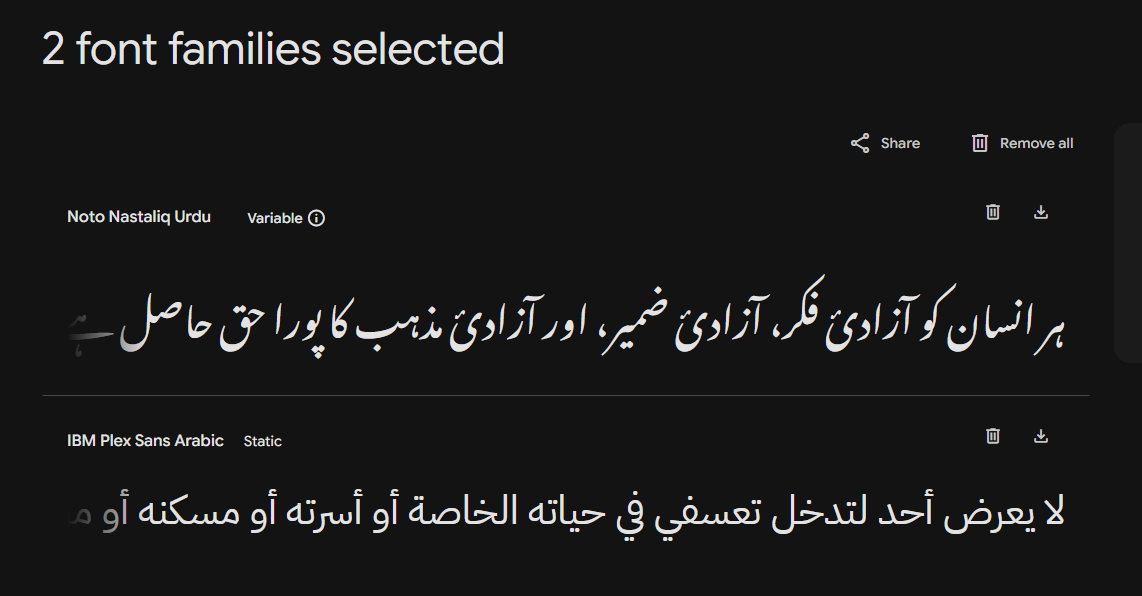 2 font families selected
Share Remove all
Noto Nastaliq Urdu Variable
ہر انسان کو آزادیٔ فکر، آزادیٔ ضمیر، اور آزادیٔ مذہب کا پورا حق حاصل ہے
IBM Plex Sans Arabic Static
لا يعرض أحد لتدخل تعسفي في حياته الخاصة أو أسرته أو مسكنه أو